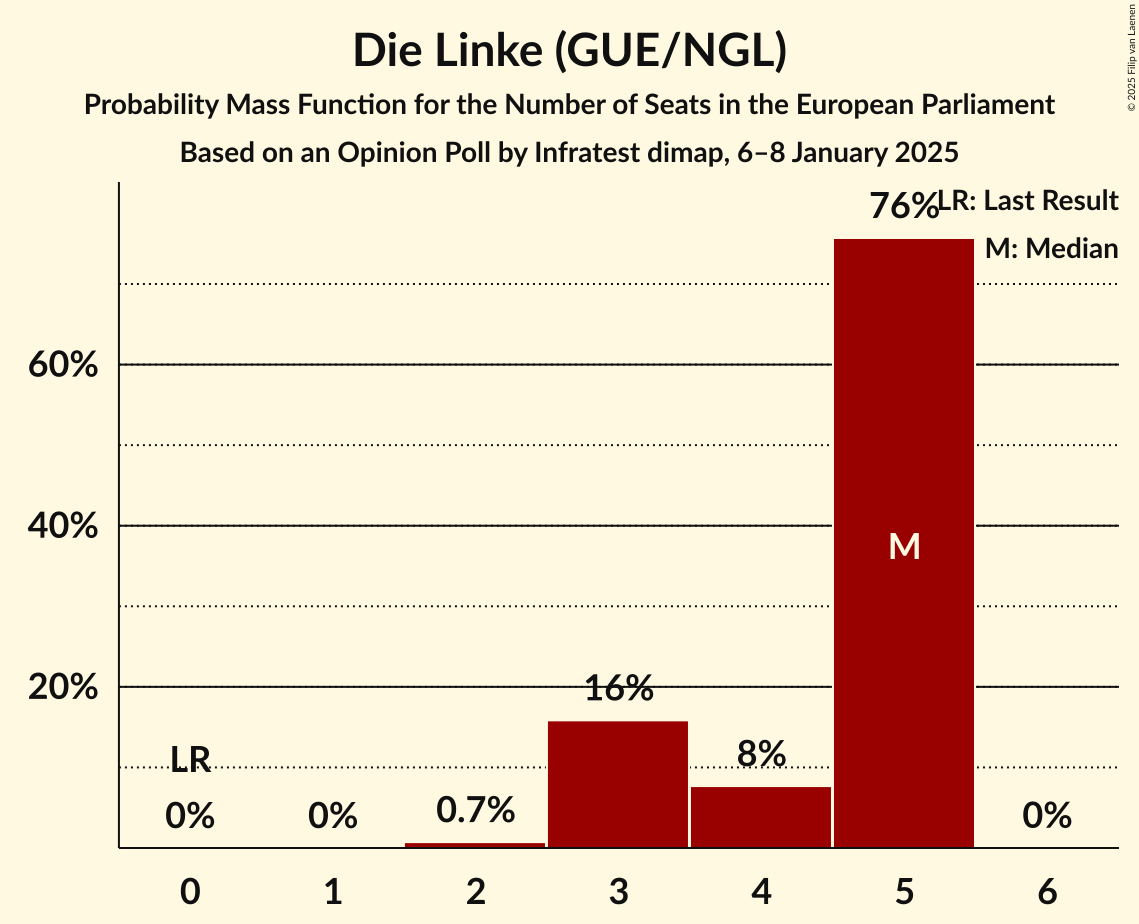 Die Linke (GUE/NGL)
Probability Mass Function for the Number of Seats in the European Parliament
Based on an Opinion Poll by Infratest dimap, 6–8 January 2025
© 2025 Filip van Laenen
LR: Last Result
M: Median
60%
40%
20%
LR
0%
0%
0.7%
16%
8%
76%
M
0%
0 1 2 3 4 5 6